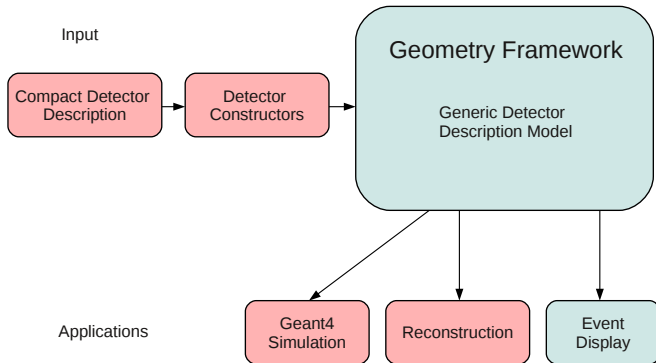 Input
Geometry Framework
Compact Detector
Description
Detector
Constructors
Generic Detector
Description Model
Applications
Geant4
Simulation
Reconstruction
Event
Display